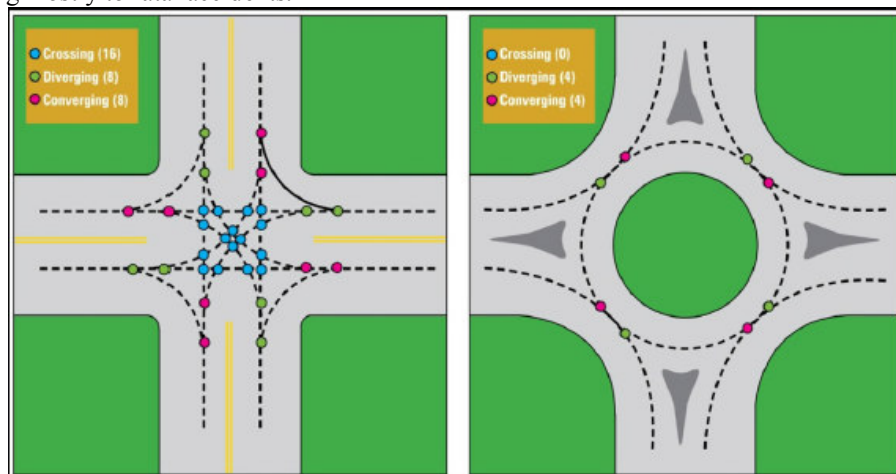 Crossing (16)
Diverging (8)
Converging (8)
Crossing (0)
Diverging (4)
Converging (4)